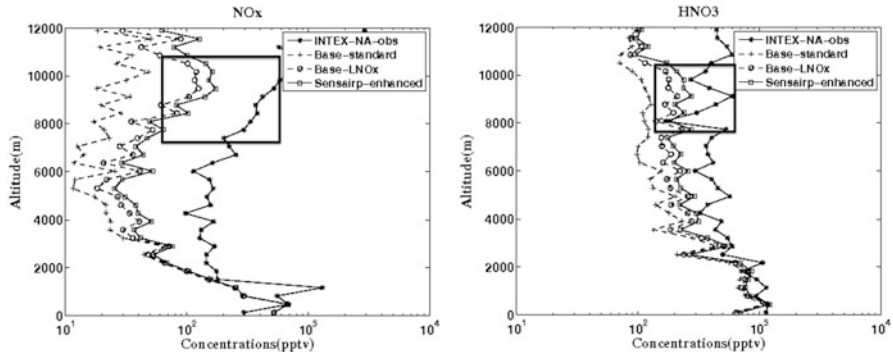 NOx
12000
10000
8000
6000
4000
2000
0
Altitude(m)
INTEX-NA-obs
Base-standard
Base-LNOx
Sensairp-enhanced
10^1
10^2
10^3
10^4
Concentrations(pptv)
HNO3
12000
10000
8000
6000
4000
2000
0
Altitude(m)
INTEX-NA-obs
Base-standard
Base-LNOx
Sensairp-enhanced
10^1
10^2
10^3
10^4
Concentrations(pptv)